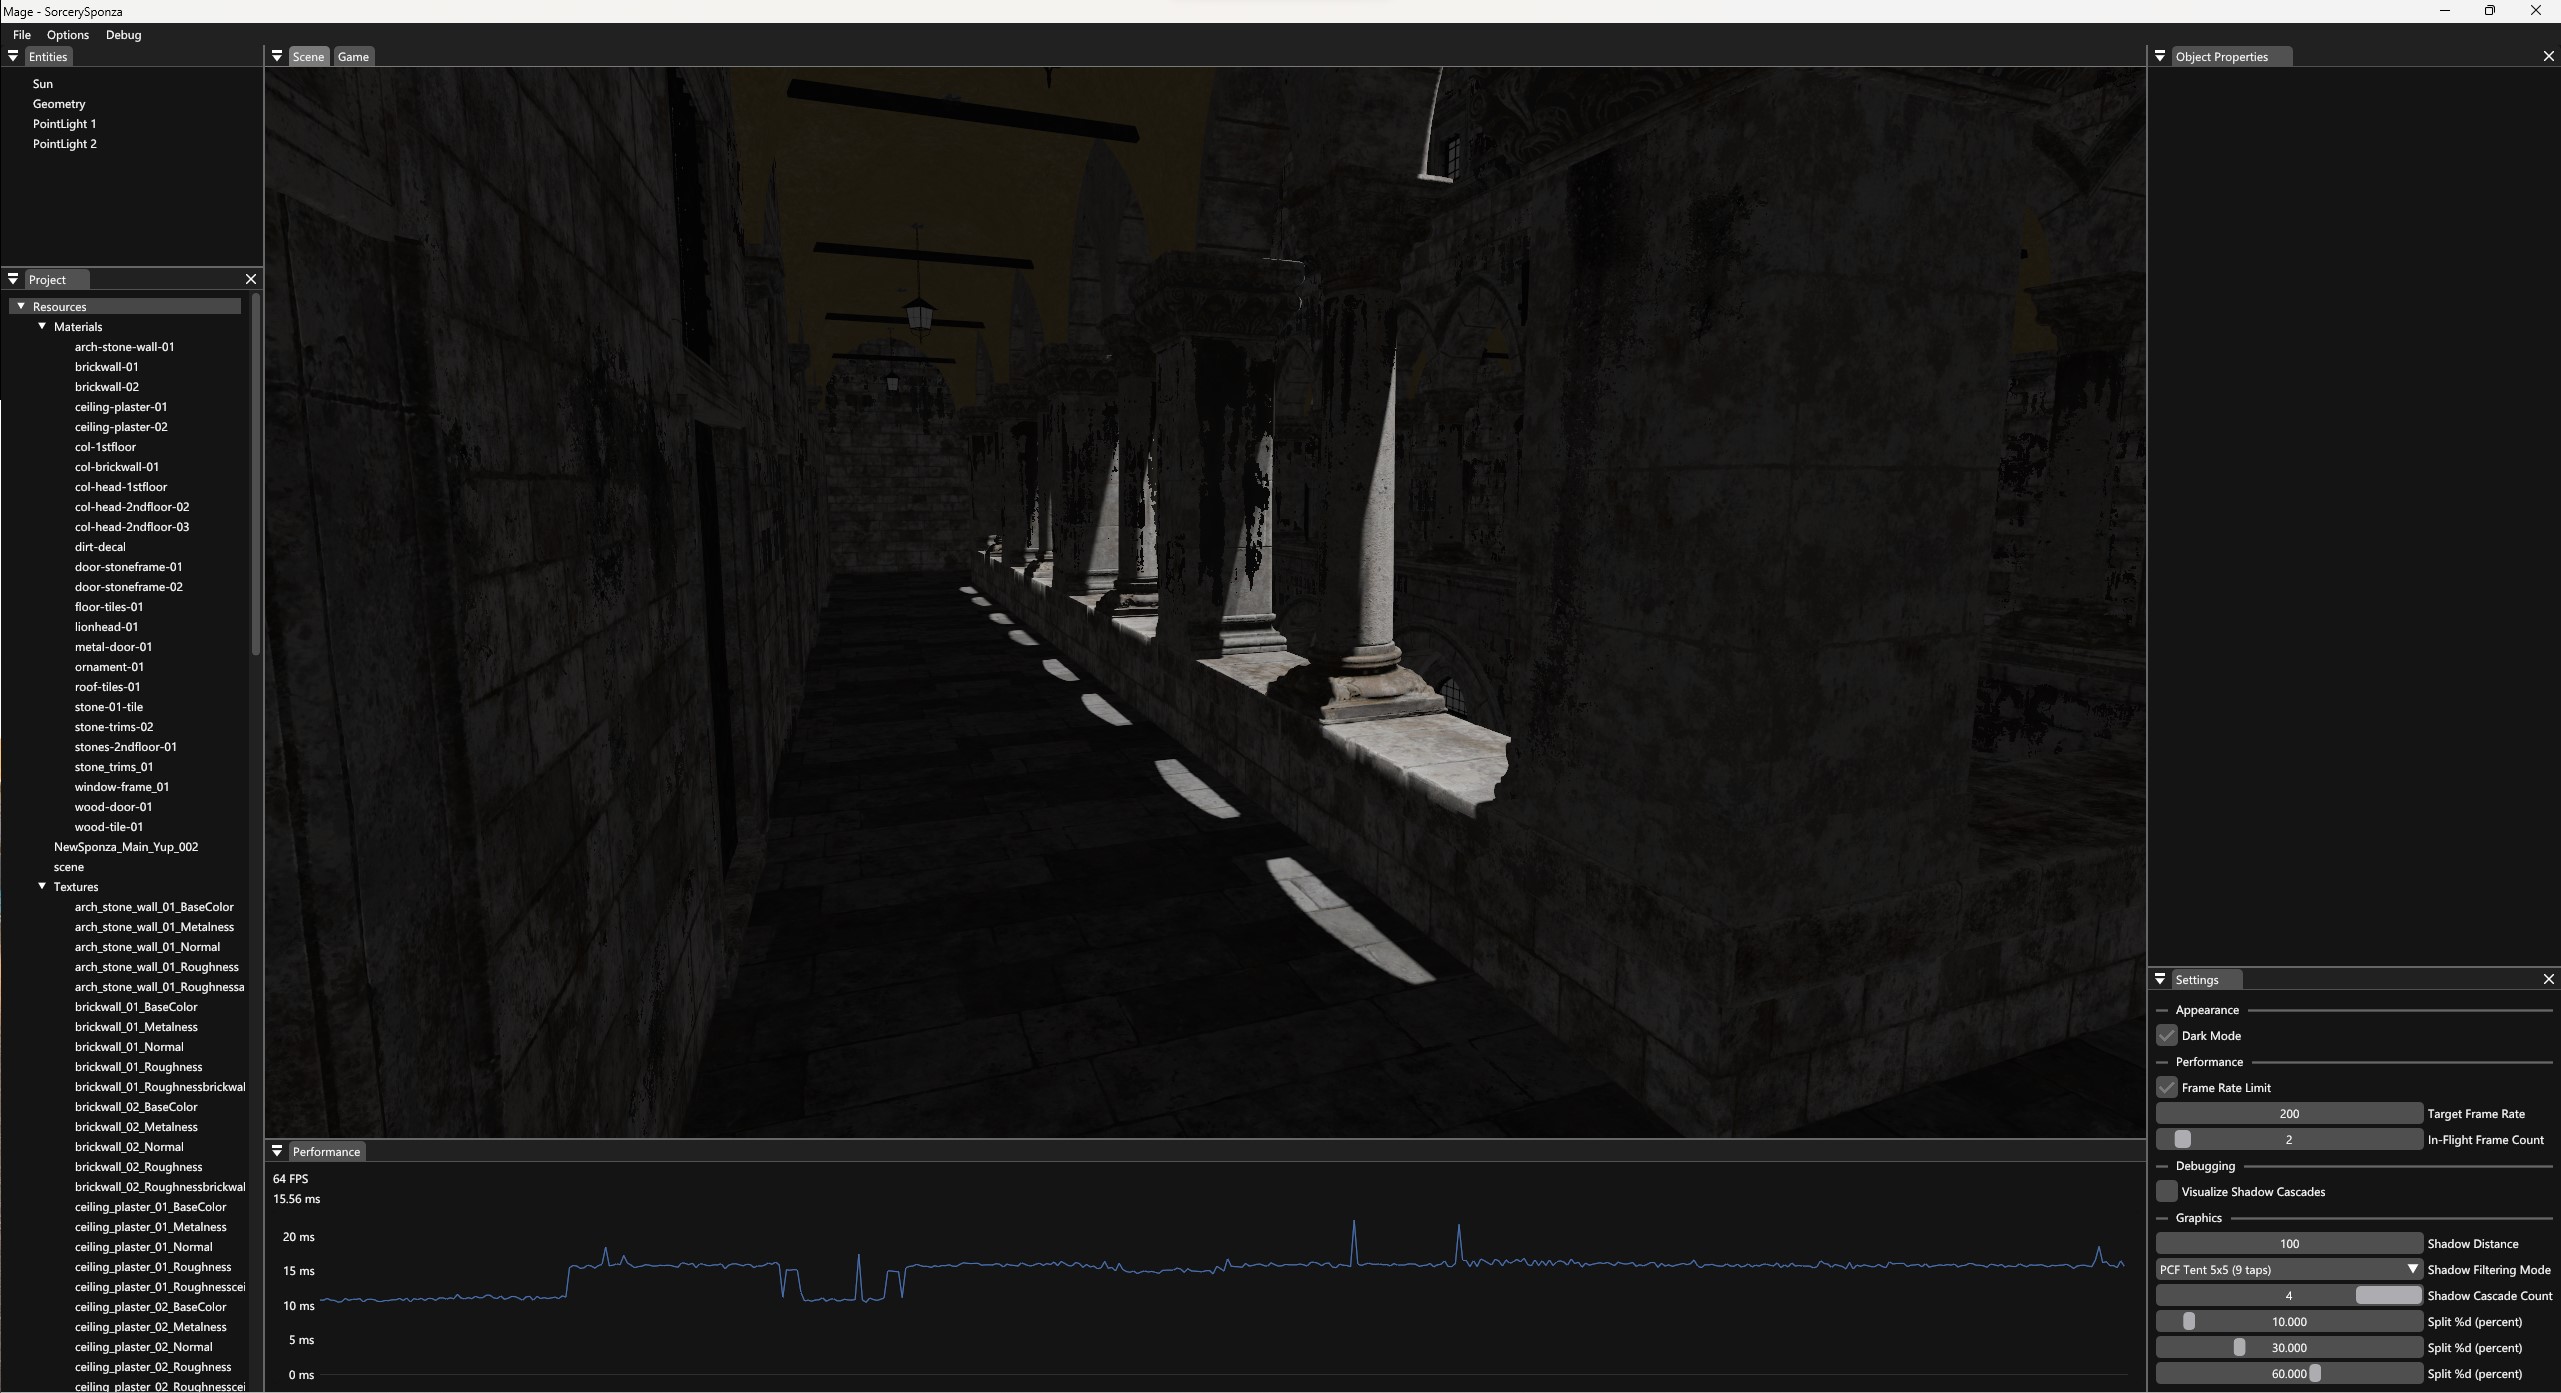 Mage - SorcerySponza
File Options Debug
Entities
Sun
Geometry
PointLight 1
PointLight 2
Project
Resources
Materials
arch-stone-wall-01
brickwall-01
brickwall-02
ceiling-plaster-01
ceiling-plaster-02
col-1stfloor
col-brickwall-01
col-head-1stfloor
col-head-2ndfloor-02
col-head-2ndfloor-03
dirt-decal
door-stoneframe-01
door-stoneframe-02
floor-tiles-01
lionhead-01
metal-door-01
ornament-01
roof-tiles-01
stone-01-tile
stone-trims-02
stones-2ndfloor-01
stone_trims_01
window-frame_01
wood-door-01
wood-tile-01
NewSponza_Main_Yup_002
scene
Textures
arch_stone_wall_01_BaseColor
arch_stone_wall_01_Metalness
arch_stone_wall_01_Normal
arch_stone_wall_01_Roughness
arch_stone_wall_01_Roughnessa
brickwall_01_BaseColor
brickwall_01_Metalness
brickwall_01_Normal
brickwall_01_Roughness
brickwall_01_Roughnessbrickwal
brickwall_02_BaseColor
brickwall_02_Metalness
brickwall_02_Normal
brickwall_02_Roughness
brickwall_02_Roughnessbrickwal
ceiling_plaster_01_BaseColor
ceiling_plaster_01_Metalness
ceiling_plaster_01_Normal
ceiling_plaster_01_Roughness
ceiling_plaster_01_Roughnesscei
ceiling_plaster_02_BaseColor
ceiling_plaster_02_Metalness
ceiling_plaster_02_Normal
ceiling_plaster_02_Roughness
ceiling_plaster_02_Roughnesscei
Scene Game
Performance
64 FPS
15.56 ms
20 ms
15 ms
10 ms
5 ms
0 ms
Object Properties
Settings
Appearance
Dark Mode
Performance
Frame Rate Limit
200 Target Frame Rate
2 In-Flight Frame Count
Debugging
Visualize Shadow Cascades
Graphics
100 Shadow Distance
PCF Tent 5x5 (9 taps) Shadow Filtering Mode
4 Shadow Cascade Count
10.000 Split %d (percent)
30.000 Split %d (percent)
60.000 Split %d (percent)